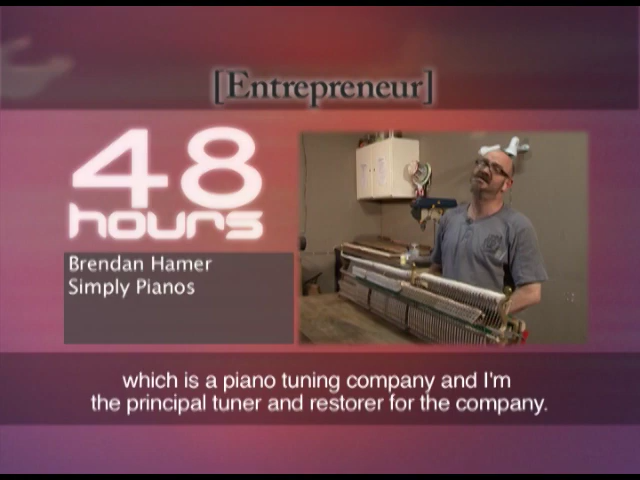 [Entrepreneur]
48
hours
Brendan Hamer
Simply Pianos
which is a piano tuning company and I'm
the principal tuner and restorer for the company.